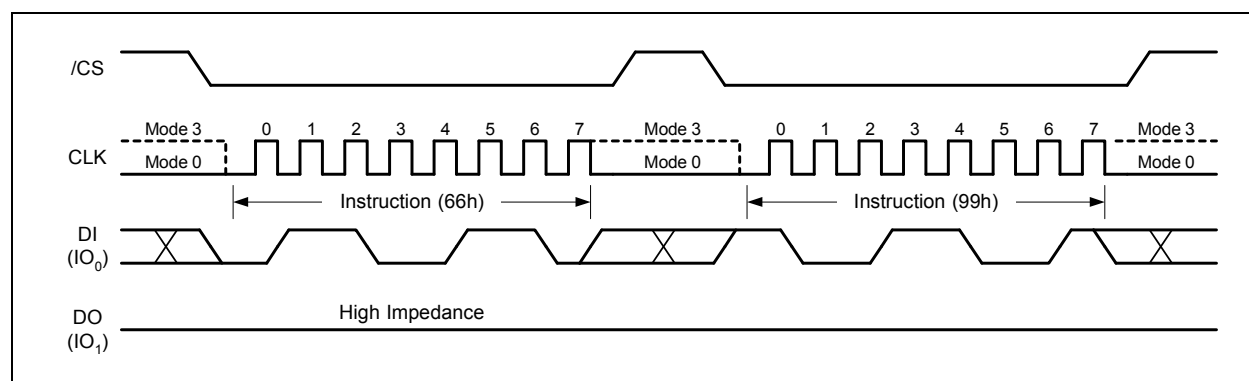 /CS
Mode 3 0 1 2 3 4 5 6 7 Mode 3 0 1 2 3 4 5 6 7 Mode 3
CLK Mode 0 Mode 0 Mode 0
Instruction (66h) Instruction (99h)
DI
(IO₀)
DO High Impedance
(IO₁)